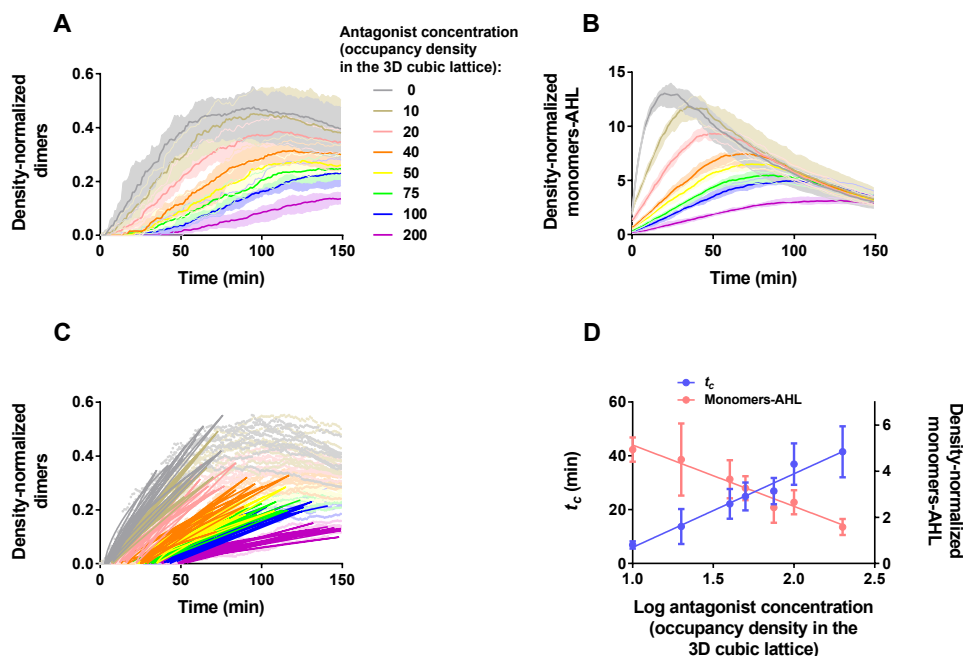 A
Density-normalized
dimers
0.6
0.4
0.2
0.0
0
50
100
150
Time (min)
Antagonist concentration
(occupancy density
in the 3D cubic lattice):
0
10
20
40
50
75
100
200
B
Density-normalized
monomers-AHL
15
10
5
0
0
50
100
150
Time (min)
C
Density-normalized
dimers
0.6
0.4
0.2
0.0
0
50
100
150
Time (min)
D
tc
Monomers-AHL
tc (min)
60
40
20
0
6
4
2
0
Density-normalized
monomers-AHL
1.0
1.5
2.0
2.5
Log antagonist concentration
(occupancy density in the
3D cubic lattice)